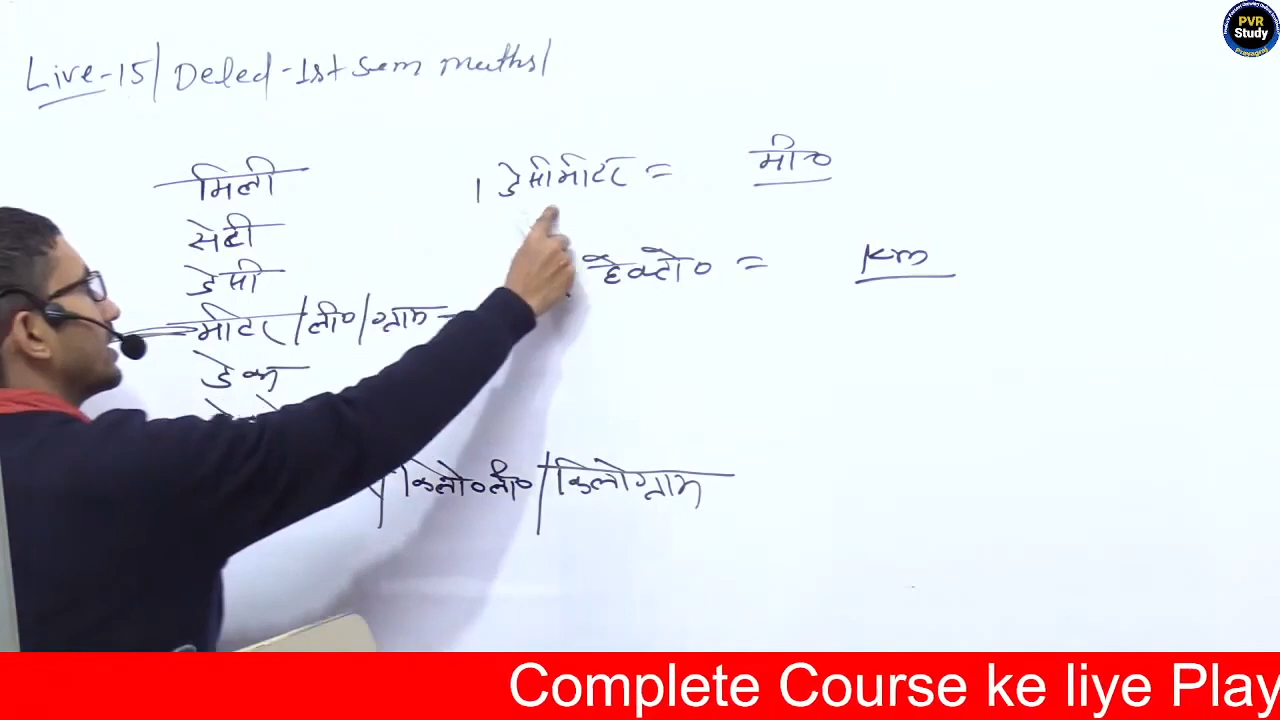 Live-15/ Deled-1st sem maths/
मिली
सेंटी
डेसी
मीटर /ली०/ग्राम
डेका
1 डेसीमीटर = मी०
हेक्टो० = km
किलो०ली०/किलोग्राम
PVR
Study
Prayagraj
Complete Course ke liye Play